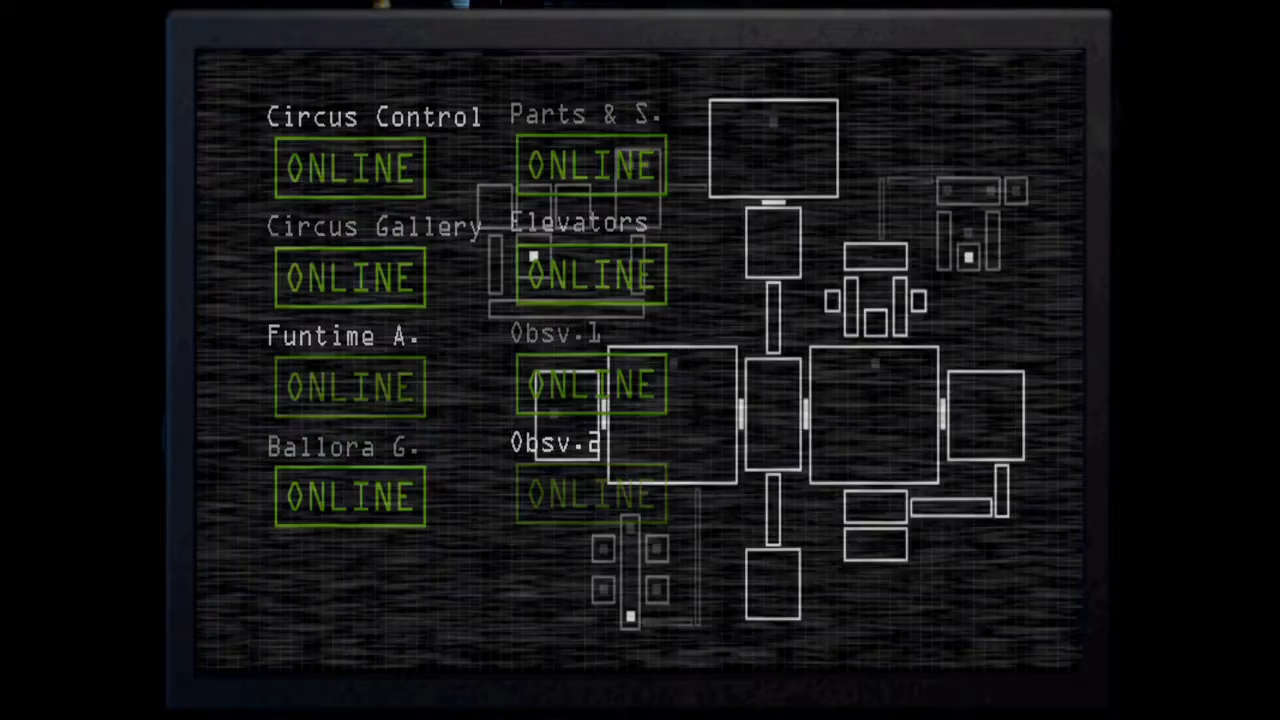 Circus Control
ONLINE
Circus Gallery
ONLINE
Funtime A.
ONLINE
Ballora G.
ONLINE
Parts & S.
ONLINE
Elevators
ONLINE
Obsv.1
ONLINE
Obsv.2
ONLINE